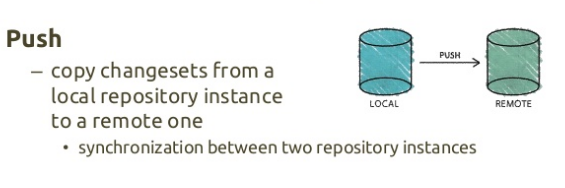 Push
– copy changesets from a
local repository instance
to a remote one
• synchronization between two repository instances
PUSH
LOCAL
REMOTE